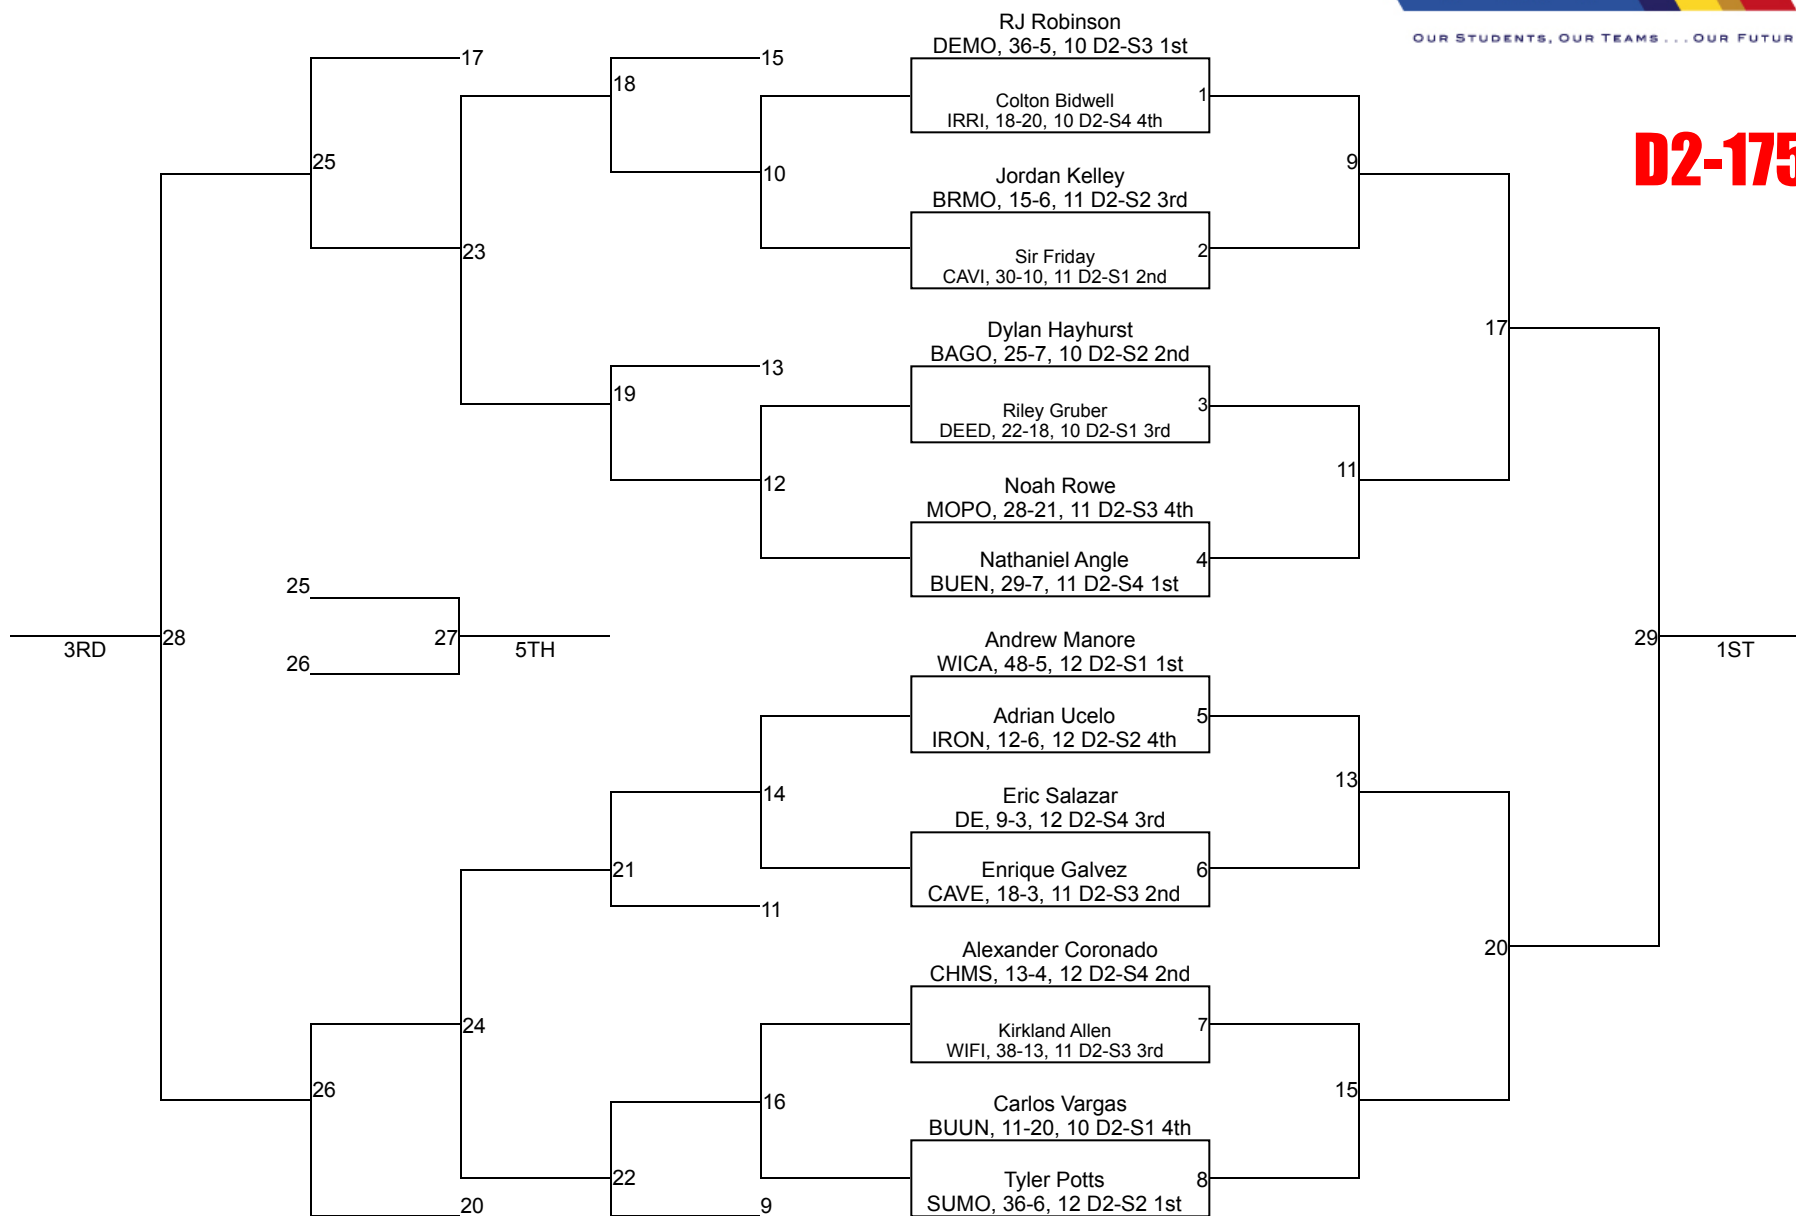 OUR STUDENTS, OUR TEAMS . . . OUR FUTUR
D2-175
RJ Robinson
DEMO, 36-5, 10 D2-S3 1st
Colton Bidwell
IRRI, 18-20, 10 D2-S4 4th
1
Jordan Kelley
BRMO, 15-6, 11 D2-S2 3rd
Sir Friday
CAVI, 30-10, 11 D2-S1 2nd
2
Dylan Hayhurst
BAGO, 25-7, 10 D2-S2 2nd
Riley Gruber
DEED, 22-18, 10 D2-S1 3rd
3
Noah Rowe
MOPO, 28-21, 11 D2-S3 4th
Nathaniel Angle
BUEN, 29-7, 11 D2-S4 1st
4
Andrew Manore
WICA, 48-5, 12 D2-S1 1st
Adrian Ucelo
IRON, 12-6, 12 D2-S2 4th
5
Eric Salazar
DE, 9-3, 12 D2-S4 3rd
Enrique Galvez
CAVE, 18-3, 11 D2-S3 2nd
6
Alexander Coronado
CHMS, 13-4, 12 D2-S4 2nd
Kirkland Allen
WIFI, 38-13, 11 D2-S3 3rd
7
Carlos Vargas
BUUN, 11-20, 10 D2-S1 4th
Tyler Potts
SUMO, 36-6, 12 D2-S2 1st
8
9
11
13
15
17
20
29
1ST
15
10
13
12
14
11
16
9
18
19
21
22
17
23
24
20
25
26
25
26
27
5TH
28
3RD